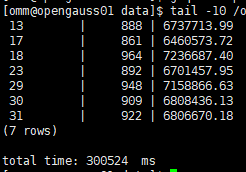 [omm@opengauss01 data]$ tail -10 /o
13 | 888 | 6737713.99
17 | 861 | 6460573.72
18 | 964 | 7236687.40
23 | 892 | 6701457.95
29 | 948 | 7158866.63
30 | 909 | 6808436.13
31 | 922 | 6806670.18
(7 rows)
total time: 300524 ms